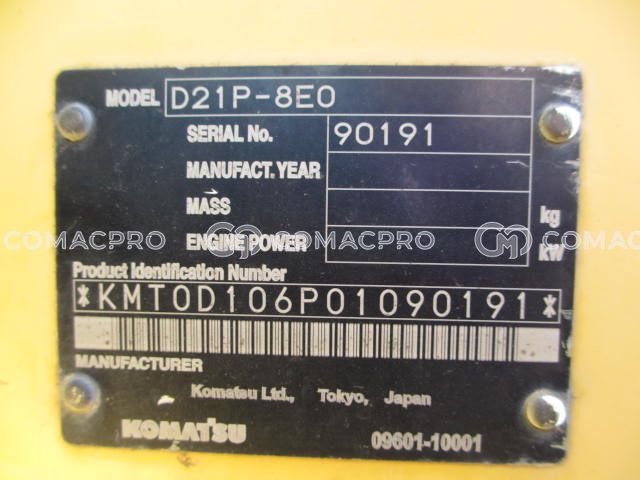 MODEL D21P-8E0
SERIAL No. 90191
MANUFACT. YEAR
MASS kg
ENGINE POWER kW
COMACPRO COMACPRO COMACPRO
Product Identification Number
*KMT0D106P01090191*
MANUFACTURER
Komatsu Ltd., Tokyo, Japan
KOMATSU 09601-10001